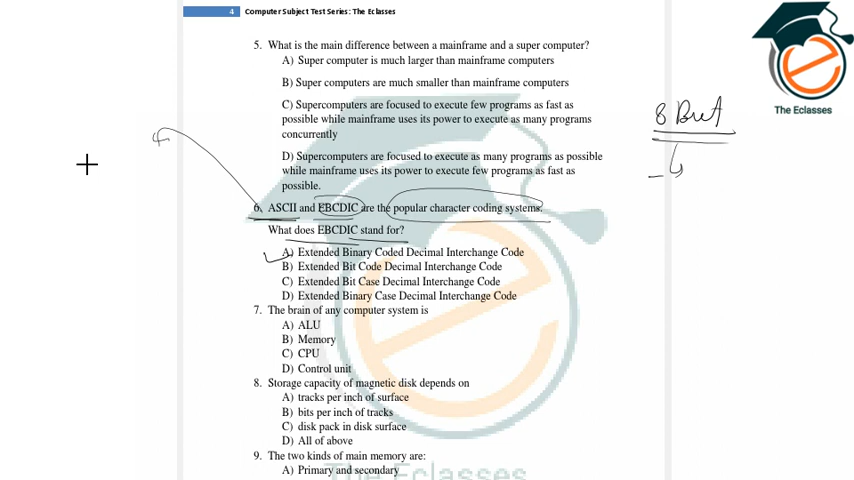 4 Computer Subject Test Series: The Eclasses
5. What is the main difference between a mainframe and a super computer?
A) Super computer is much larger than mainframe computers
B) Super computers are much smaller than mainframe computers
C) Supercomputers are focused to execute few programs as fast as
possible while mainframe uses its power to execute as many programs
concurrently
D) Supercomputers are focused to execute as many programs as possible
while mainframe uses its power to execute few programs as fast as
possible.
6. ASCII and EBCDIC are the popular character coding systems.
What does EBCDIC stand for?
A) Extended Binary Coded Decimal Interchange Code
B) Extended Bit Code Decimal Interchange Code
C) Extended Bit Case Decimal Interchange Code
D) Extended Binary Case Decimal Interchange Code
7. The brain of any computer system is
A) ALU
B) Memory
C) CPU
D) Control unit
8. Storage capacity of magnetic disk depends on
A) tracks per inch of surface
B) bits per inch of tracks
C) disk pack in disk surface
D) All of above
9. The two kinds of main memory are:
A) Primary and secondary
The Eclasses
The Eclasses
8